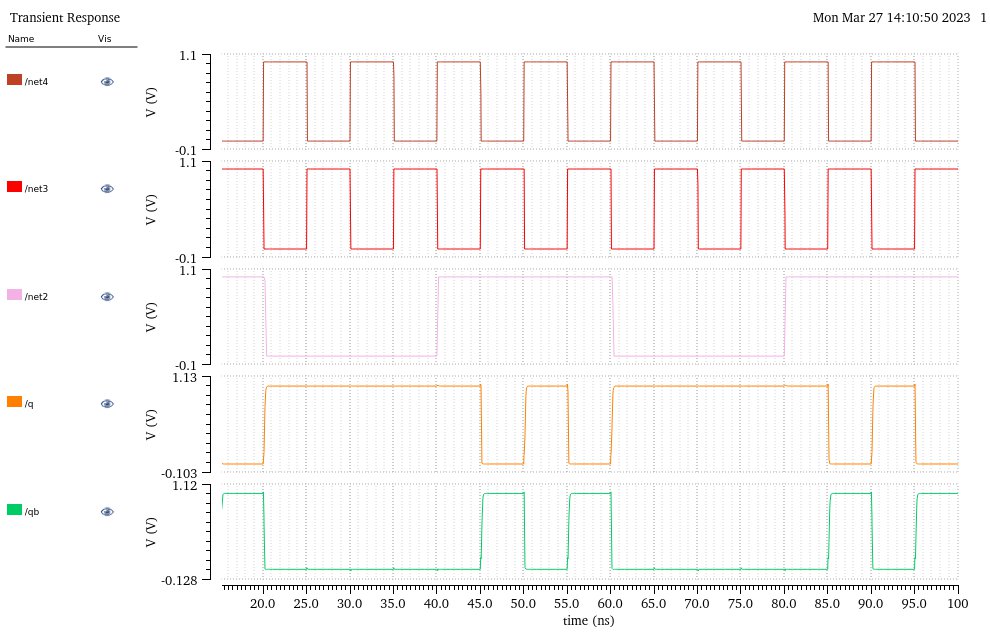 Transient Response Mon Mar 27 14:10:50 2023 1
Name Vis
1.1
/net4
V (V)
-0.1
1.1
/net3
V (V)
-0.1
1.1
/net2
V (V)
-0.1
1.13
/q
V (V)
-0.103
1.12
/qb
V (V)
-0.128
20.0 25.0 30.0 35.0 40.0 45.0 50.0 55.0 60.0 65.0 70.0 75.0 80.0 85.0 90.0 95.0 100
time (ns)